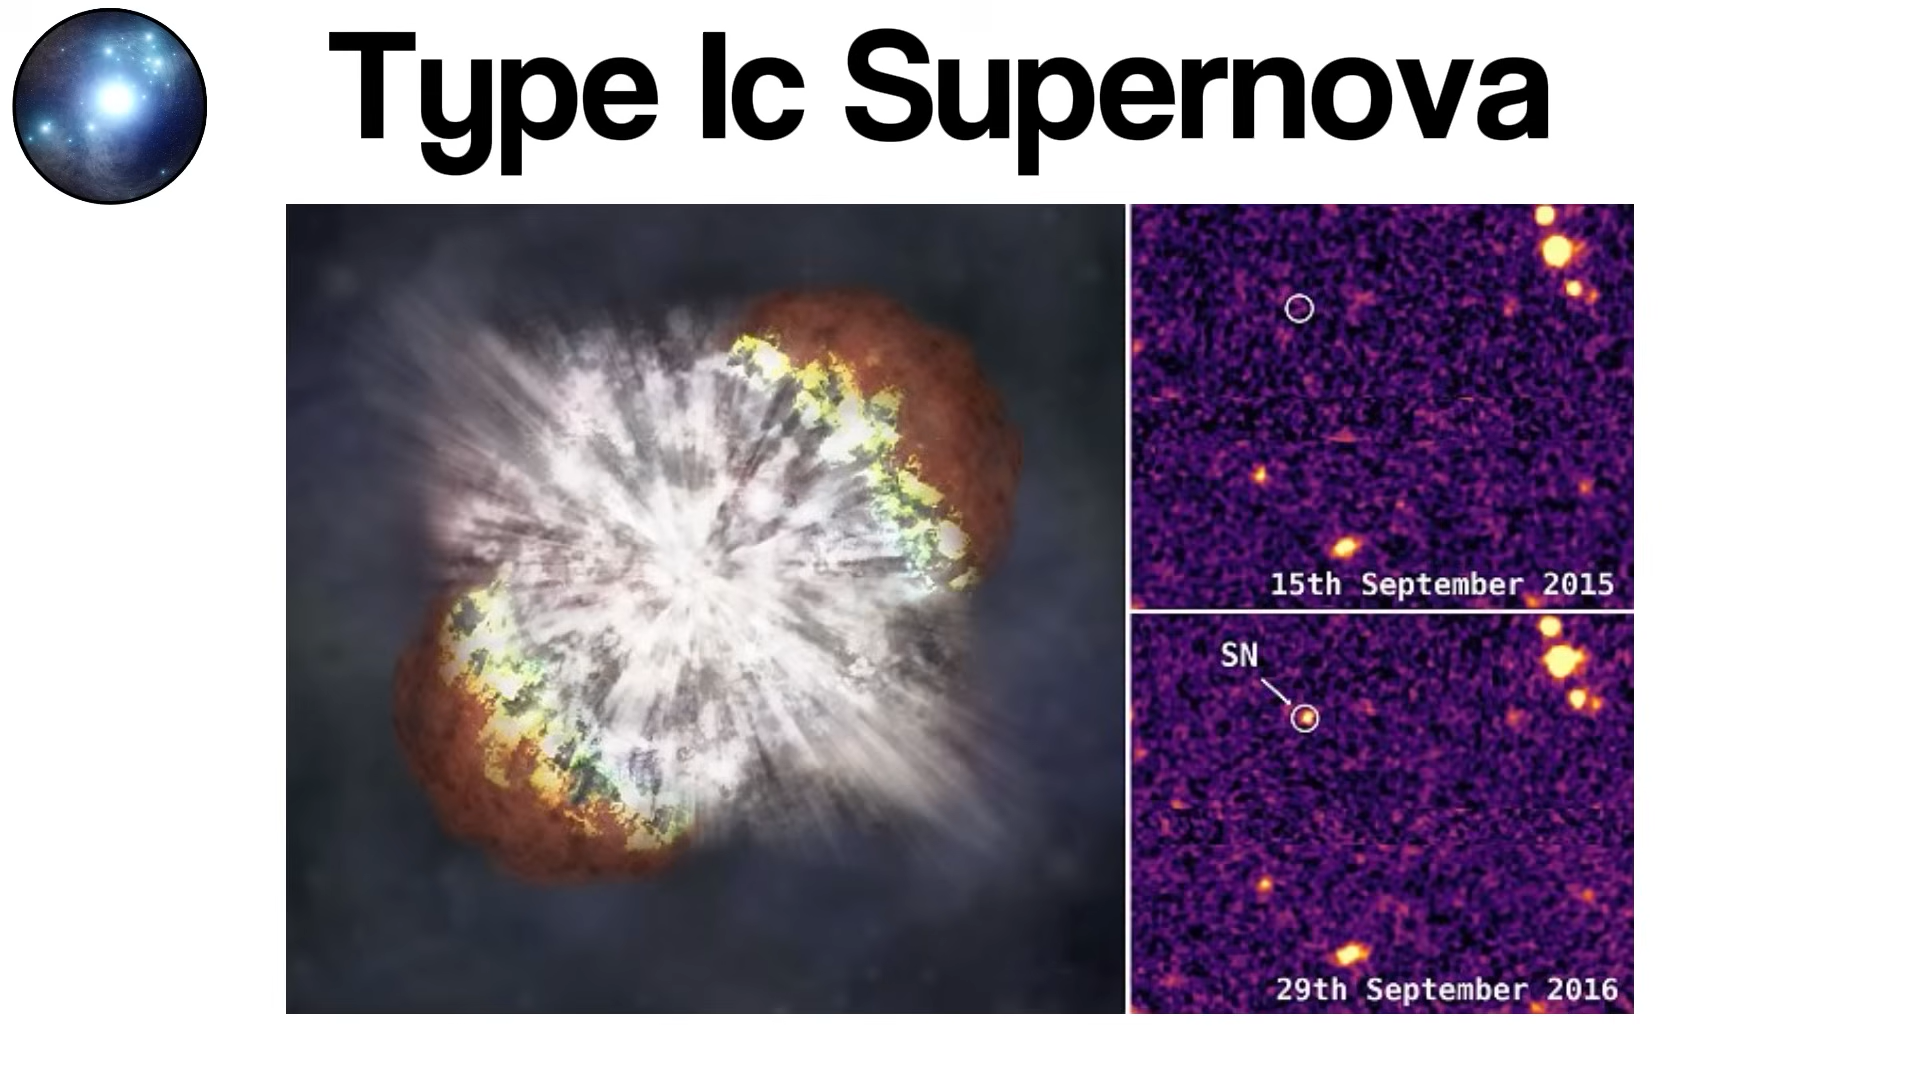 Type Ic Supernova
15th September 2015
SN
29th September 2016